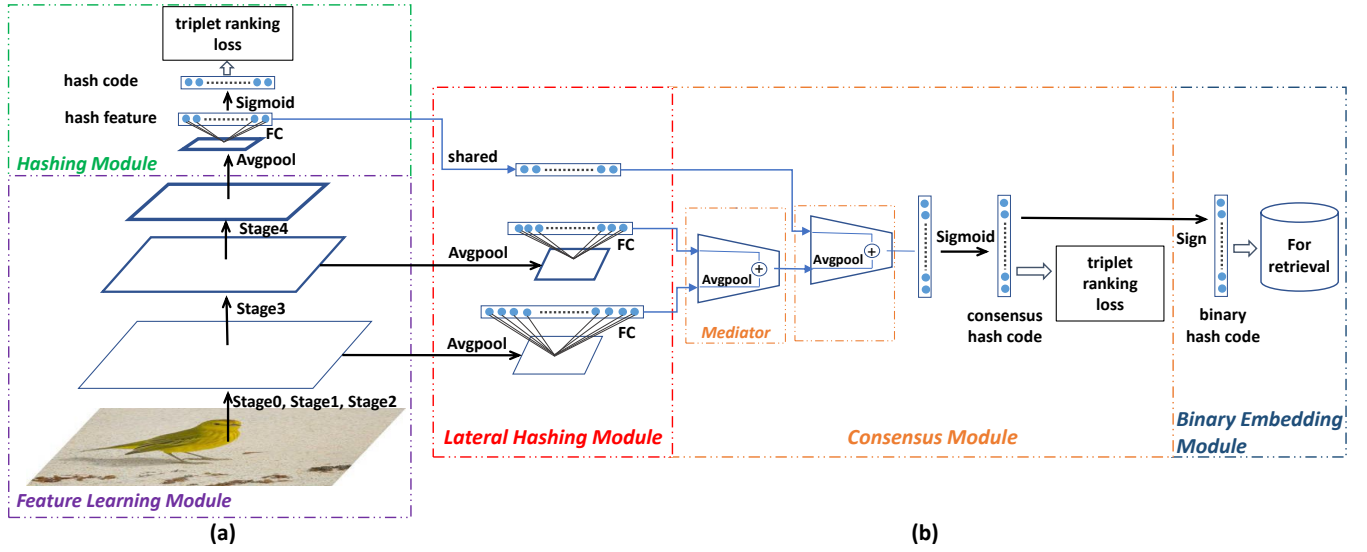 triplet ranking
loss
hash code
Sigmoid
hash feature
FC
Hashing Module
Avgpool
Stage4
Stage3
Stage0, Stage1, Stage2
Feature Learning Module
(a)
shared
Avgpool
FC
Avgpool
FC
Lateral Hashing Module
Avgpool
Mediator
Avgpool
Sigmoid
consensus
hash code
triplet
ranking
loss
Consensus Module
Sign
binary
hash code
For
retrieval
Binary Embedding
Module
(b)